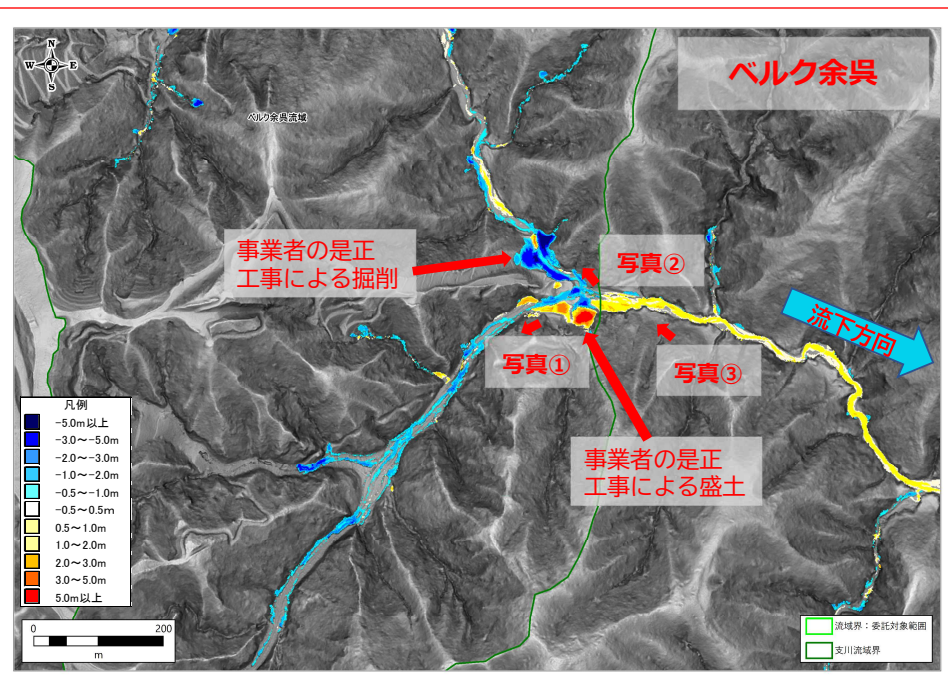 ベルク余呉
N
W
E
S
ベルク余呉流域
事業者の是正
工事による掘削
写真②
流下方向
写真①
写真③
事業者の是正
工事による盛土
凡例
-5.0m以上
-3.0～-5.0m
-2.0～-3.0m
-1.0～-2.0m
-0.5～-1.0m
-0.5～0.5m
0.5～1.0m
1.0～2.0m
2.0～3.0m
3.0～5.0m
5.0m以上
0 200
m
流域界：委託対象範囲
支川流域界